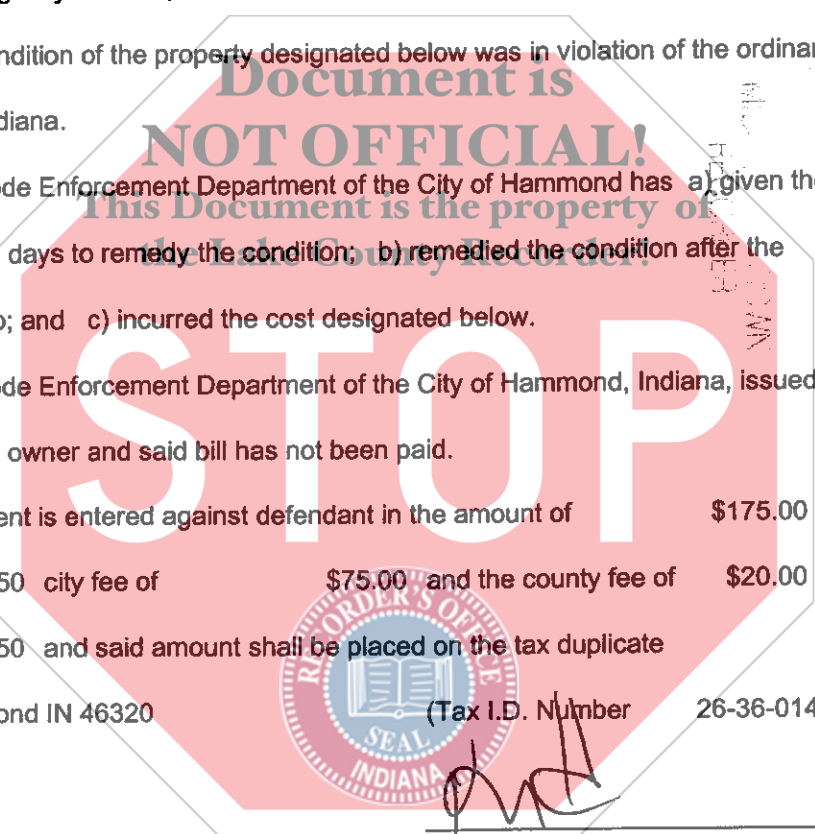 ndition of the property designated below was in violation of the ordinan
Document is
diana.
NOT OFFICIAL!
de Enforcement Department of the City of Hammond has a) given the
This Document is the property of
days to remedy the condition; b) remedied the condition after the
the Lake County Recorder!
; and c) incurred the cost designated below.
STOP
de Enforcement Department of the City of Hammond, Indiana, issued
owner and said bill has not been paid.
ent is entered against defendant in the amount of $175.00
50 city fee of $75.00 and the county fee of $20.00
50 and said amount shall be placed on the tax duplicate
ond IN 46320 (Tax I.D. Number 26-36-014
RECORDER'S OFFICE
SEAL
INDIANA